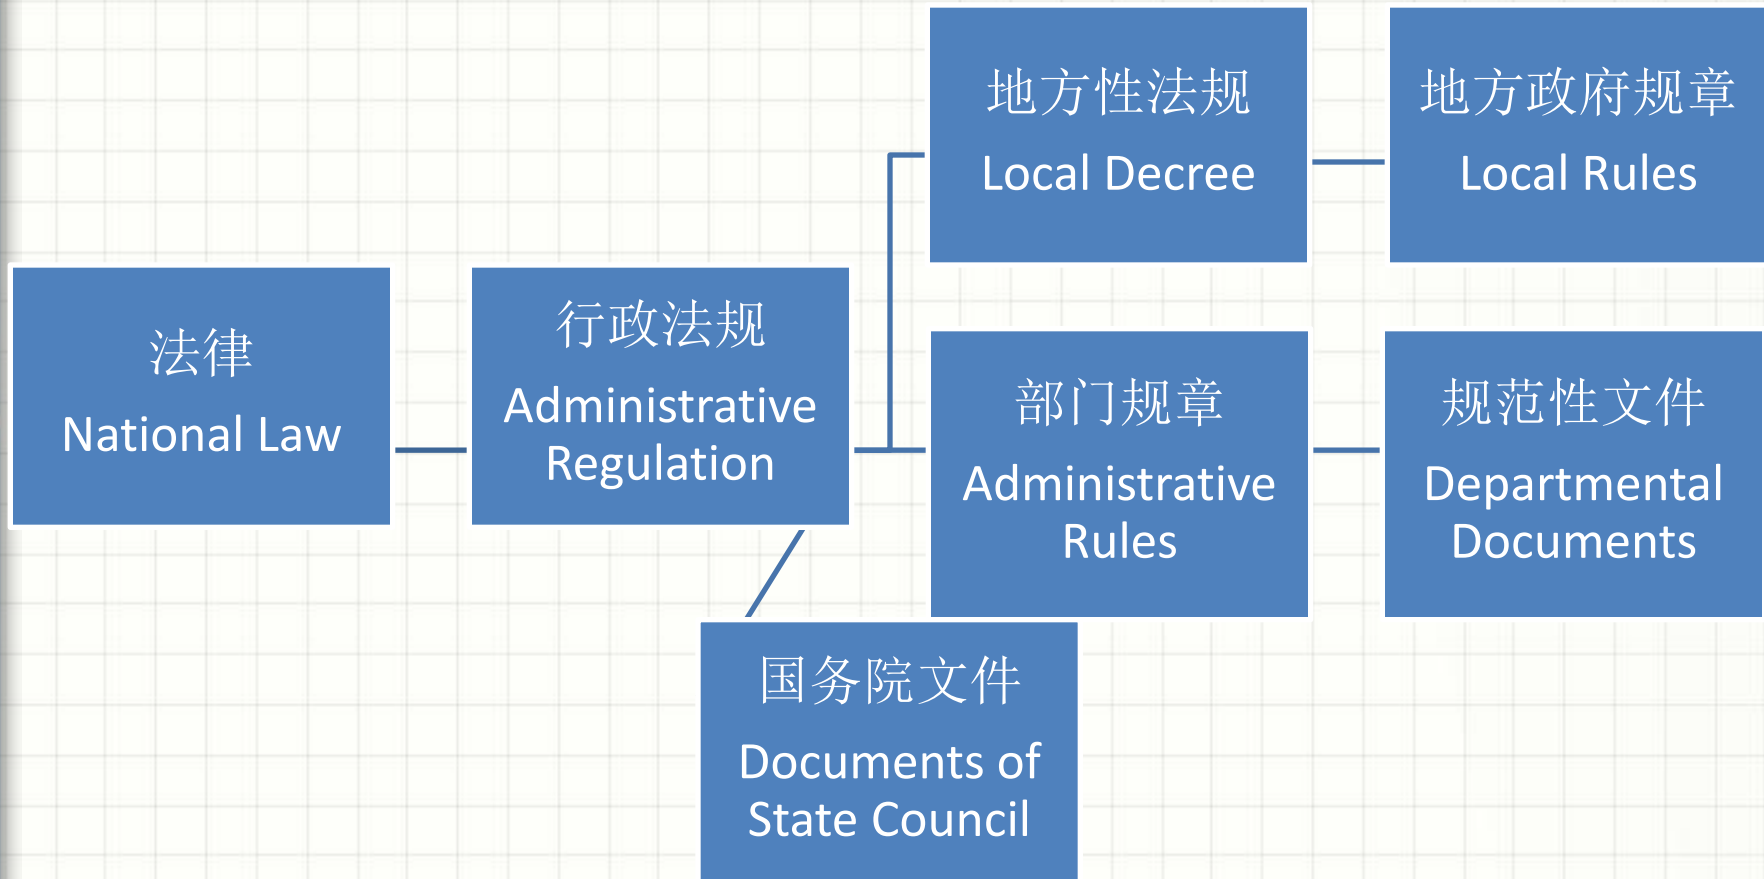 法律
National Law
行政法规
Administrative
Regulation
地方性法规
Local Decree
地方政府规章
Local Rules
部门规章
Administrative
Rules
规范性文件
Departmental
Documents
国务院文件
Documents of
State Council